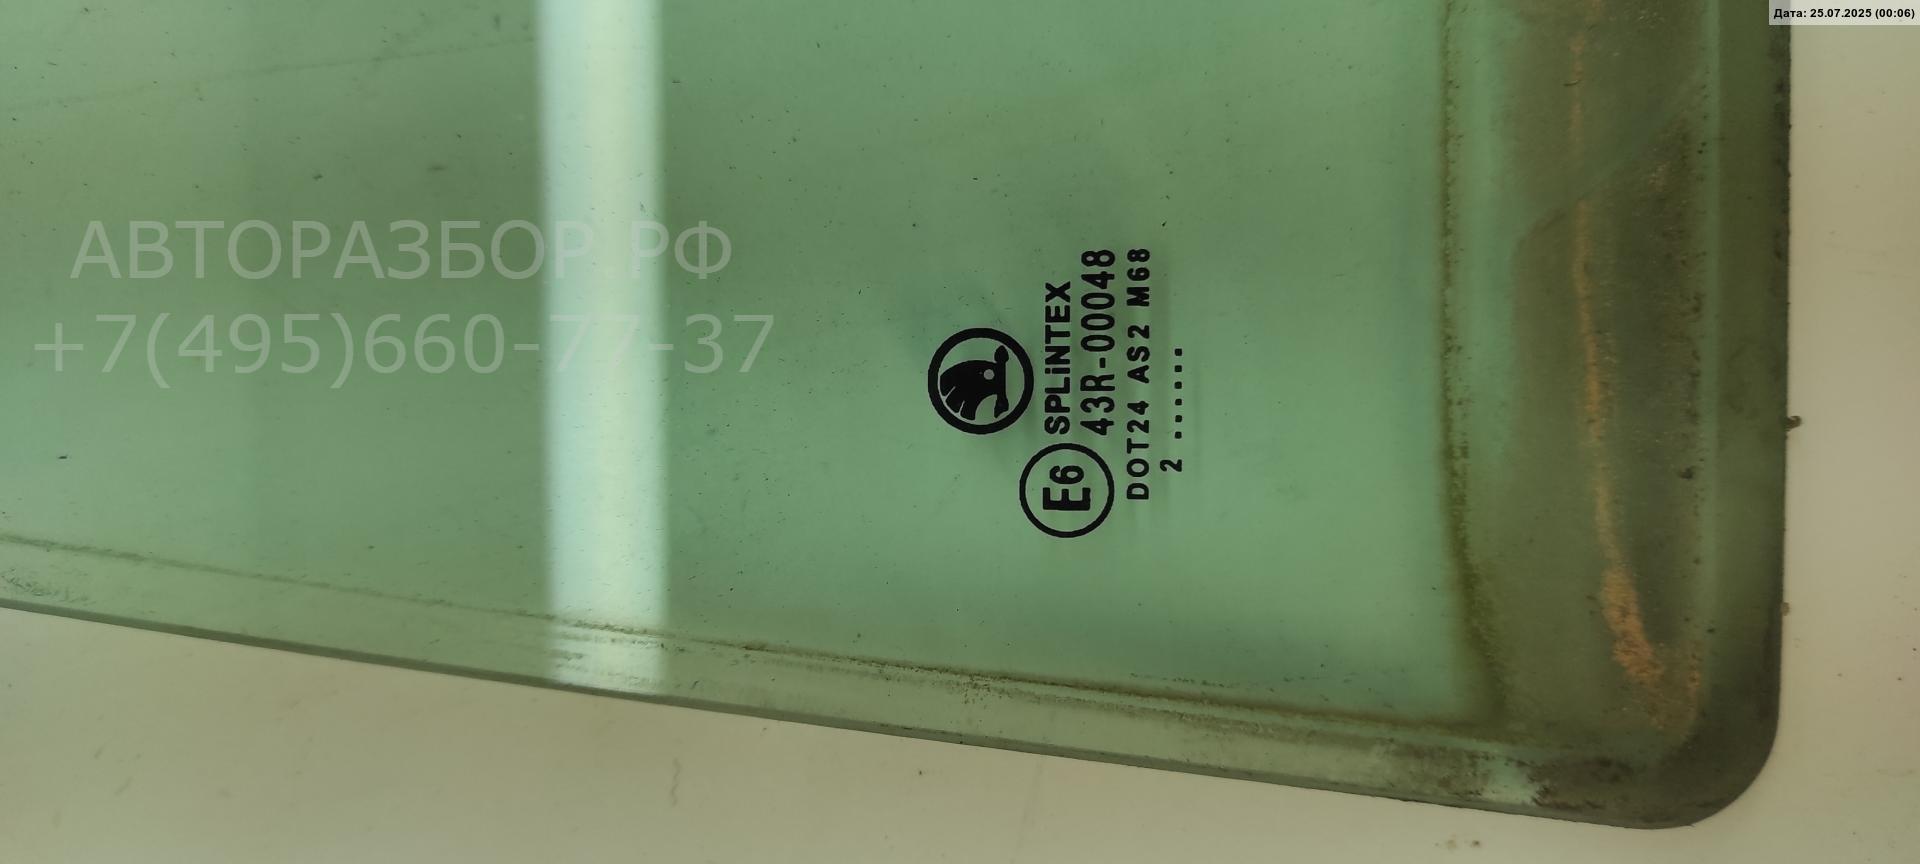 Дата: 25.07.2025 (00:06)
АВТОРАЗБОР.РФ
+7(495)660-77-37
SPLiNTEX
E6
43R-00048
DOT24 AS2 M68
2 ......